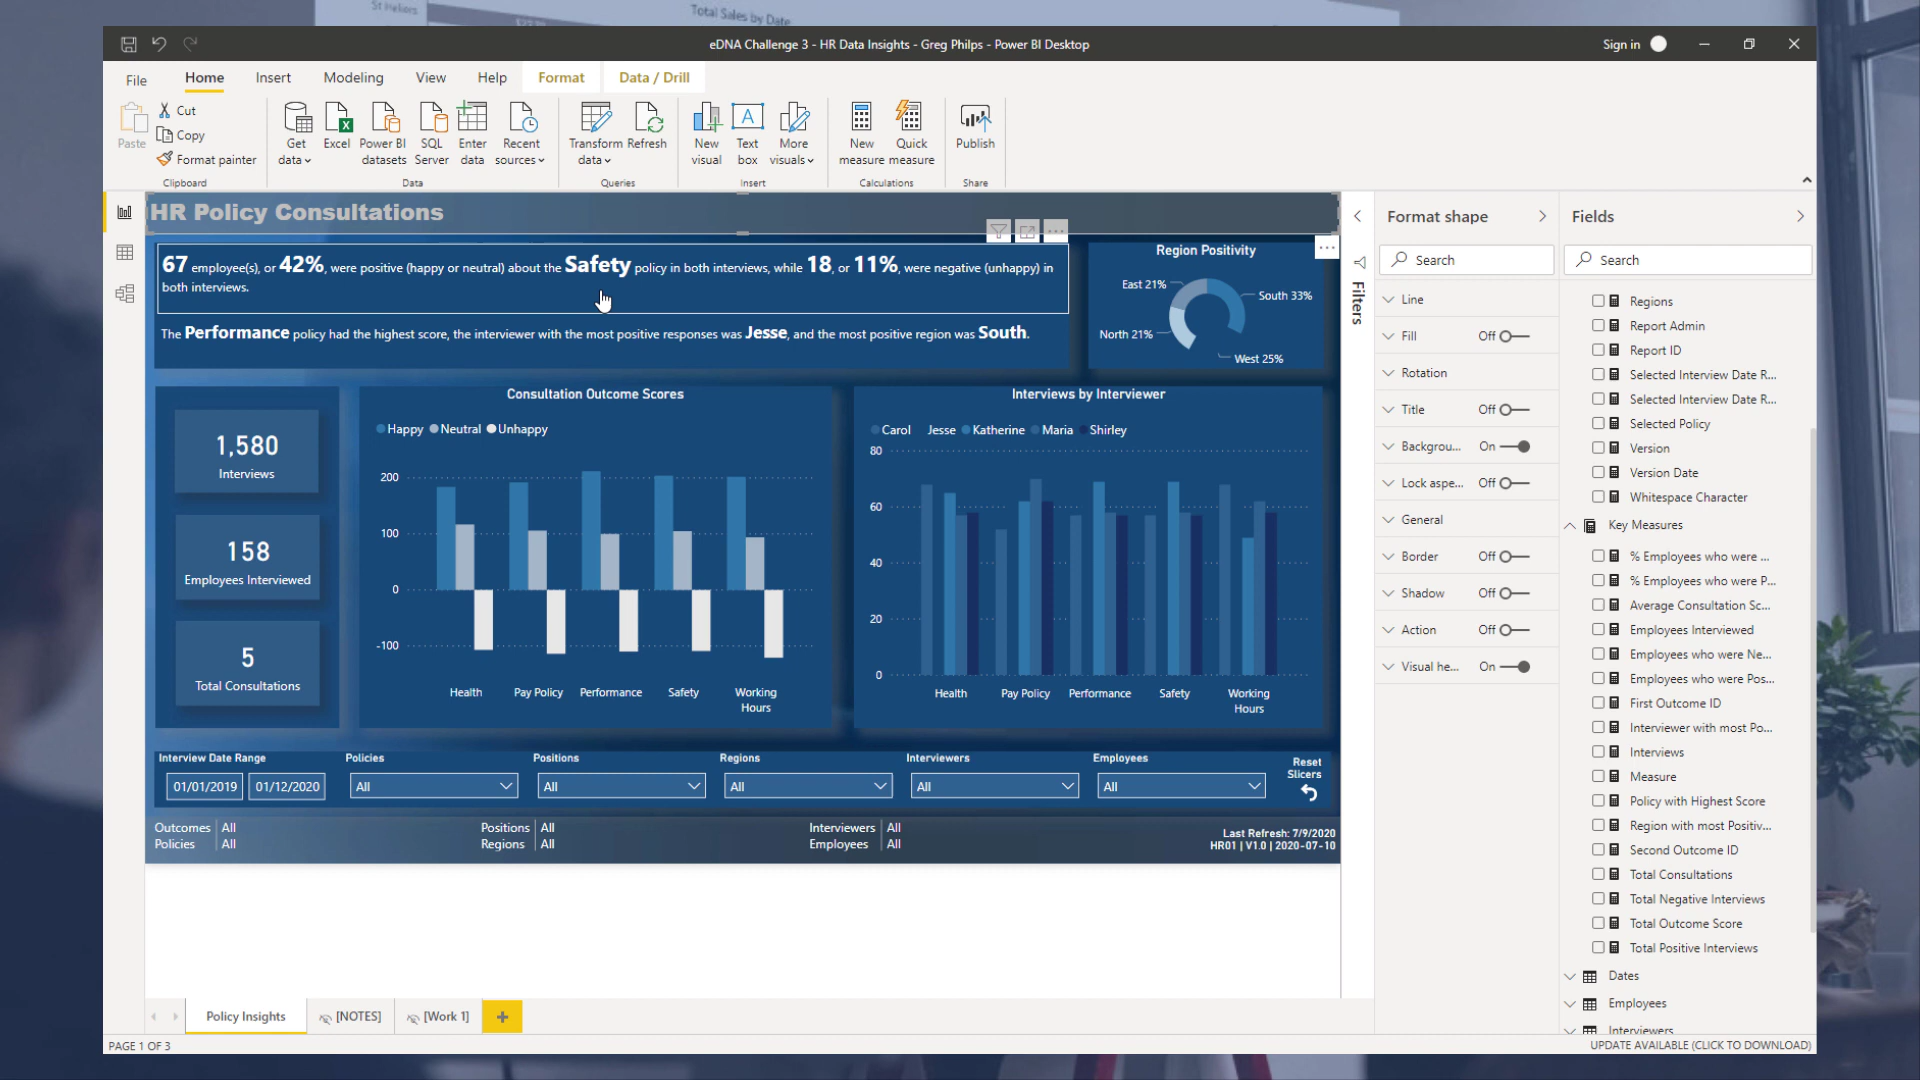 St Heliors
Total Sales by Date
eDNA Challenge 3 - HR Data Insights - Greg Philps - Power BI Desktop
Sign in
File
Home
Insert
Modeling
View
Help
Format
Data / Drill
Paste
Cut
Copy
Format painter
Clipboard
Get data
Excel
Power BI datasets
SQL Server
Enter data
Recent sources
Data
Transform data
Refresh
Queries
New visual
Text box
More visuals
Insert
New measure
Quick measure
Calculations
Publish
Share
HR Policy Consultations
67 employee(s), or 42%, were positive (happy or neutral) about the Safety policy in both interviews, while 18, or 11%, were negative (unhappy) in
both interviews.
The Performance policy had the highest score, the interviewer with the most positive responses was Jesse, and the most positive region was South.
Region Positivity
East 21%
South 33%
North 21%
West 25%
1,580
Interviews
158
Employees Interviewed
5
Total Consultations
Consultation Outcome Scores
Happy Neutral Unhappy
200
100
0
-100
Health Pay Policy Performance Safety Working
Hours
Interviews by Interviewer
Carol Jesse Katherine Maria Shirley
80
60
40
20
0
Health Pay Policy Performance Safety Working
Hours
Interview Date Range
01/01/2019 01/12/2020
Policies
All
Positions
All
Regions
All
Interviewers
All
Employees
All
Reset
Slicers
Outcomes All
Policies All
Positions All
Regions All
Interviewers All
Employees All
Last Refresh: 7/9/2020
HR01 | V1.0 | 2020-07-10
Filters
Format shape
Search
Line
Fill Off
Rotation
Title Off
Backgrou... On
Lock aspe... Off
General
Border Off
Shadow Off
Action Off
Visual he... On
Fields
Search
Regions
Report Admin
Report ID
Selected Interview Date R...
Selected Interview Date R...
Selected Policy
Version
Version Date
Whitespace Character
Key Measures
% Employees who were ...
% Employees who were P...
Average Consultation Sc...
Employees Interviewed
Employees who were Ne...
Employees who were Pos...
First Outcome ID
Interviewer with most Po...
Interviews
Measure
Policy with Highest Score
Region with most Positiv...
Second Outcome ID
Total Consultations
Total Negative Interviews
Total Outcome Score
Total Positive Interviews
Dates
Employees
Interviewers
Policy Insights
[NOTES]
[Work 1]
PAGE 1 OF 3
UPDATE AVAILABLE (CLICK TO DOWNLOAD)